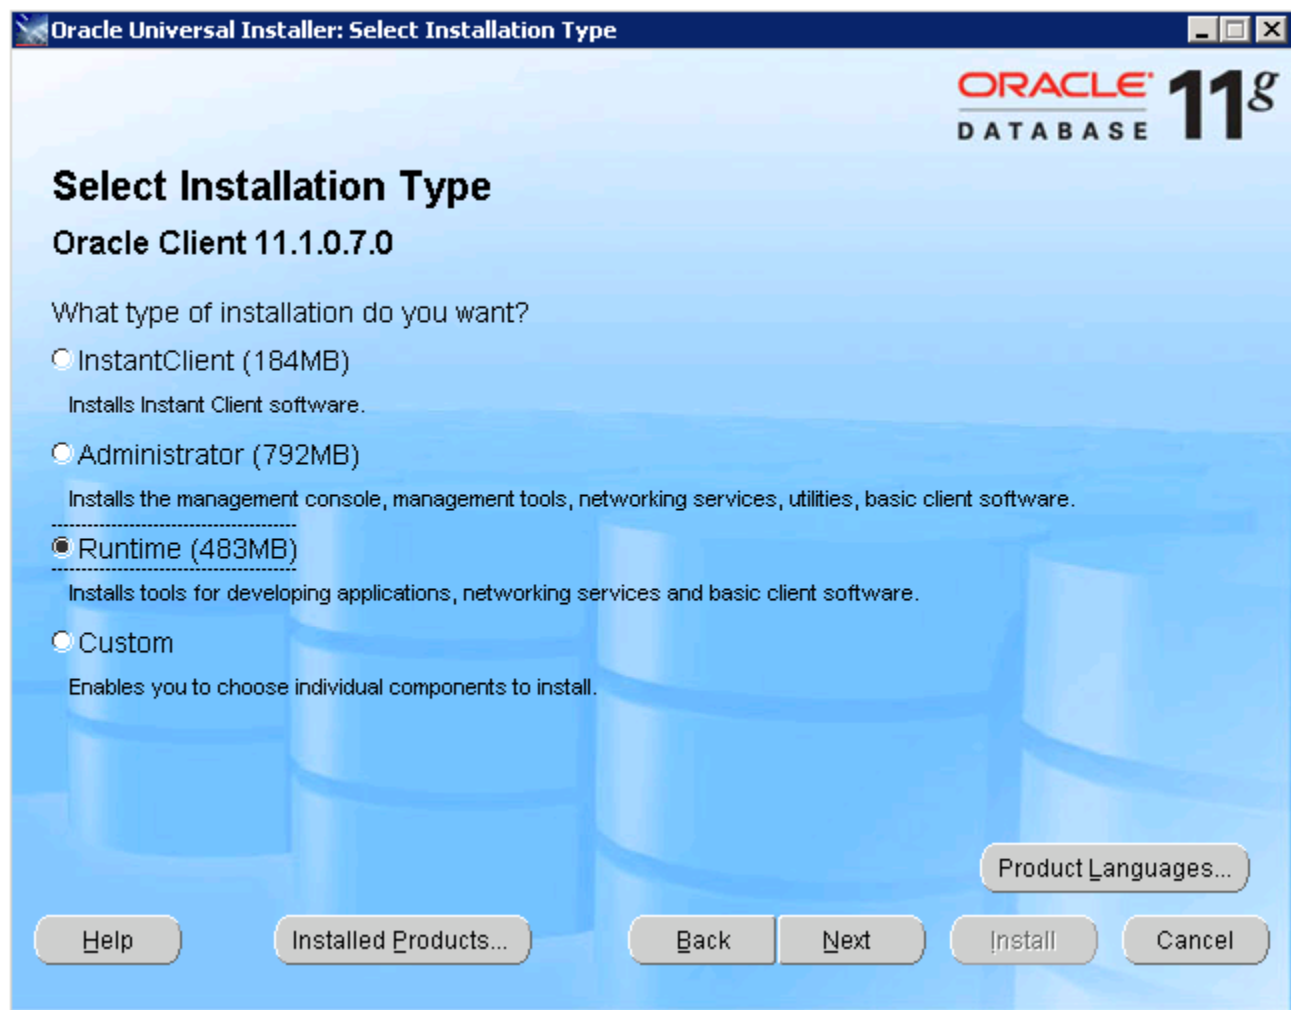 Oracle Universal Installer: Select Installation Type
ORACLE 11g
DATABASE
Select Installation Type
Oracle Client 11.1.0.7.0
What type of installation do you want?
InstantClient (184MB)
Installs Instant Client software.
Administrator (792MB)
Installs the management console, management tools, networking services, utilities, basic client software.
Runtime (483MB)
Installs tools for developing applications, networking services and basic client software.
Custom
Enables you to choose individual components to install.
Product Languages...
Help
Installed Products...
Back
Next
Install
Cancel